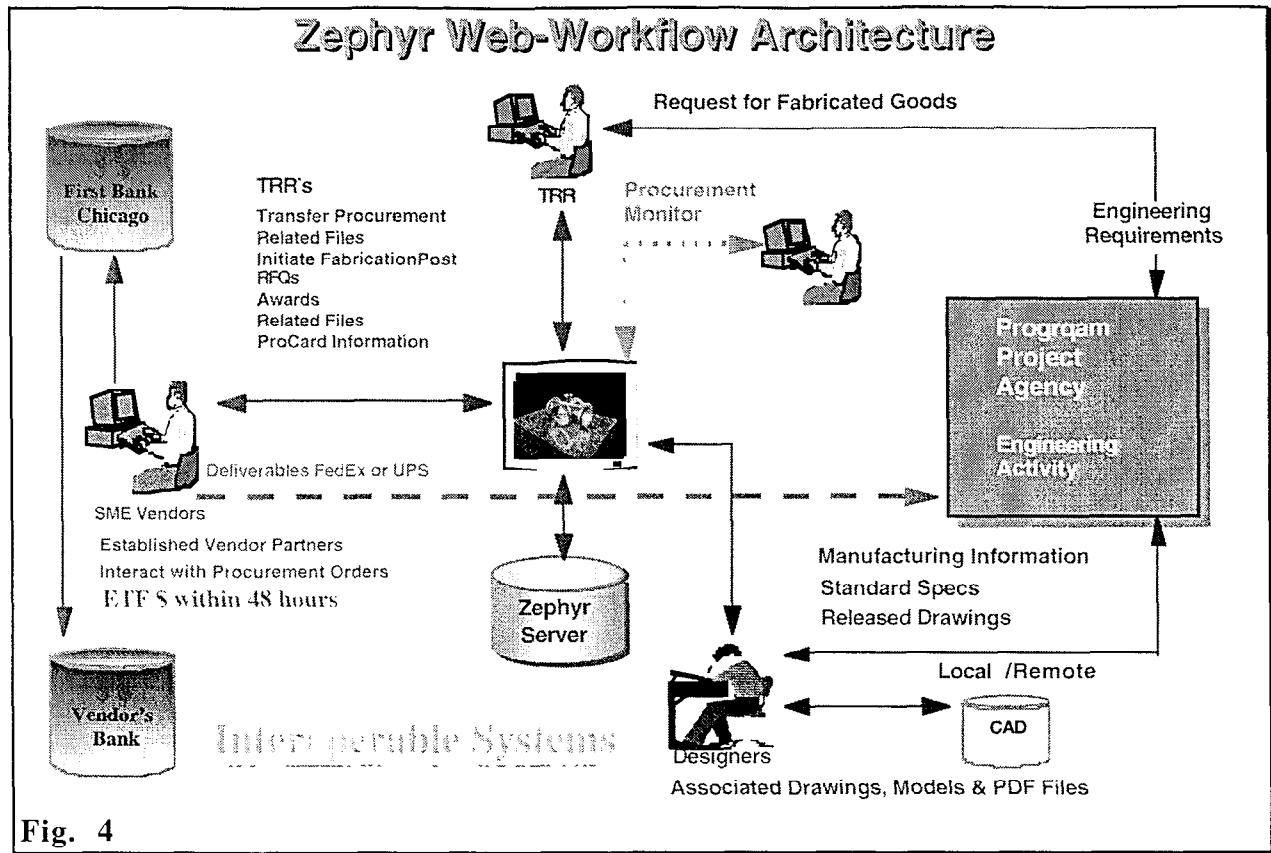 Zephyr Web-Workflow Architecture
Request for Fabricated Goods
First Bank
Chicago
TRR's
Transfer Procurement
Related Files
Initiate FabricationPost
RFQs
Awards
Related Files
ProCard Information
TRR
Procurement
Monitor
Engineering
Requirements
Progrqam
Project
Agency
Engineering
Activity
Deliverables FedEx or UPS
SME Vendors
Established Vendor Partners
Interact with Procurement Orders
ETF S within 48 hours
Zephyr
Server
Manufacturing Information
Standard Specs
Released Drawings
Local /Remote
CAD
Vendor's
Bank
Interoperable Systems
Designers
Associated Drawings, Models & PDF Files
Fig. 4